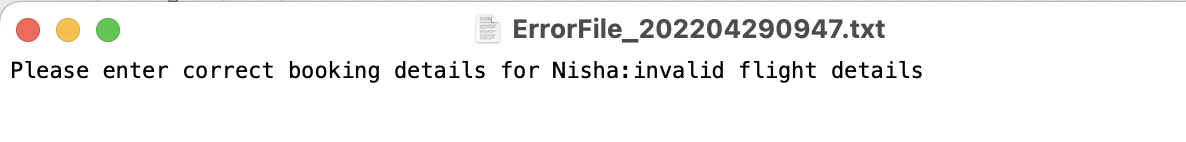 ErrorFile_202204290947.txt
Please enter correct booking details for Nisha:invalid flight details